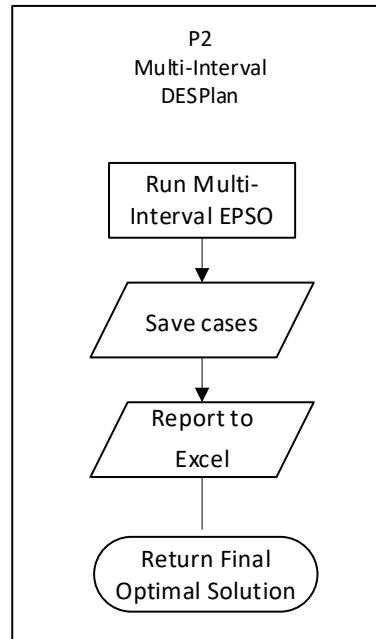 P2
Multi-Interval
DESPlan
Run Multi-
Interval EPSO
Save cases
Report to
Excel
Return Final
Optimal Solution